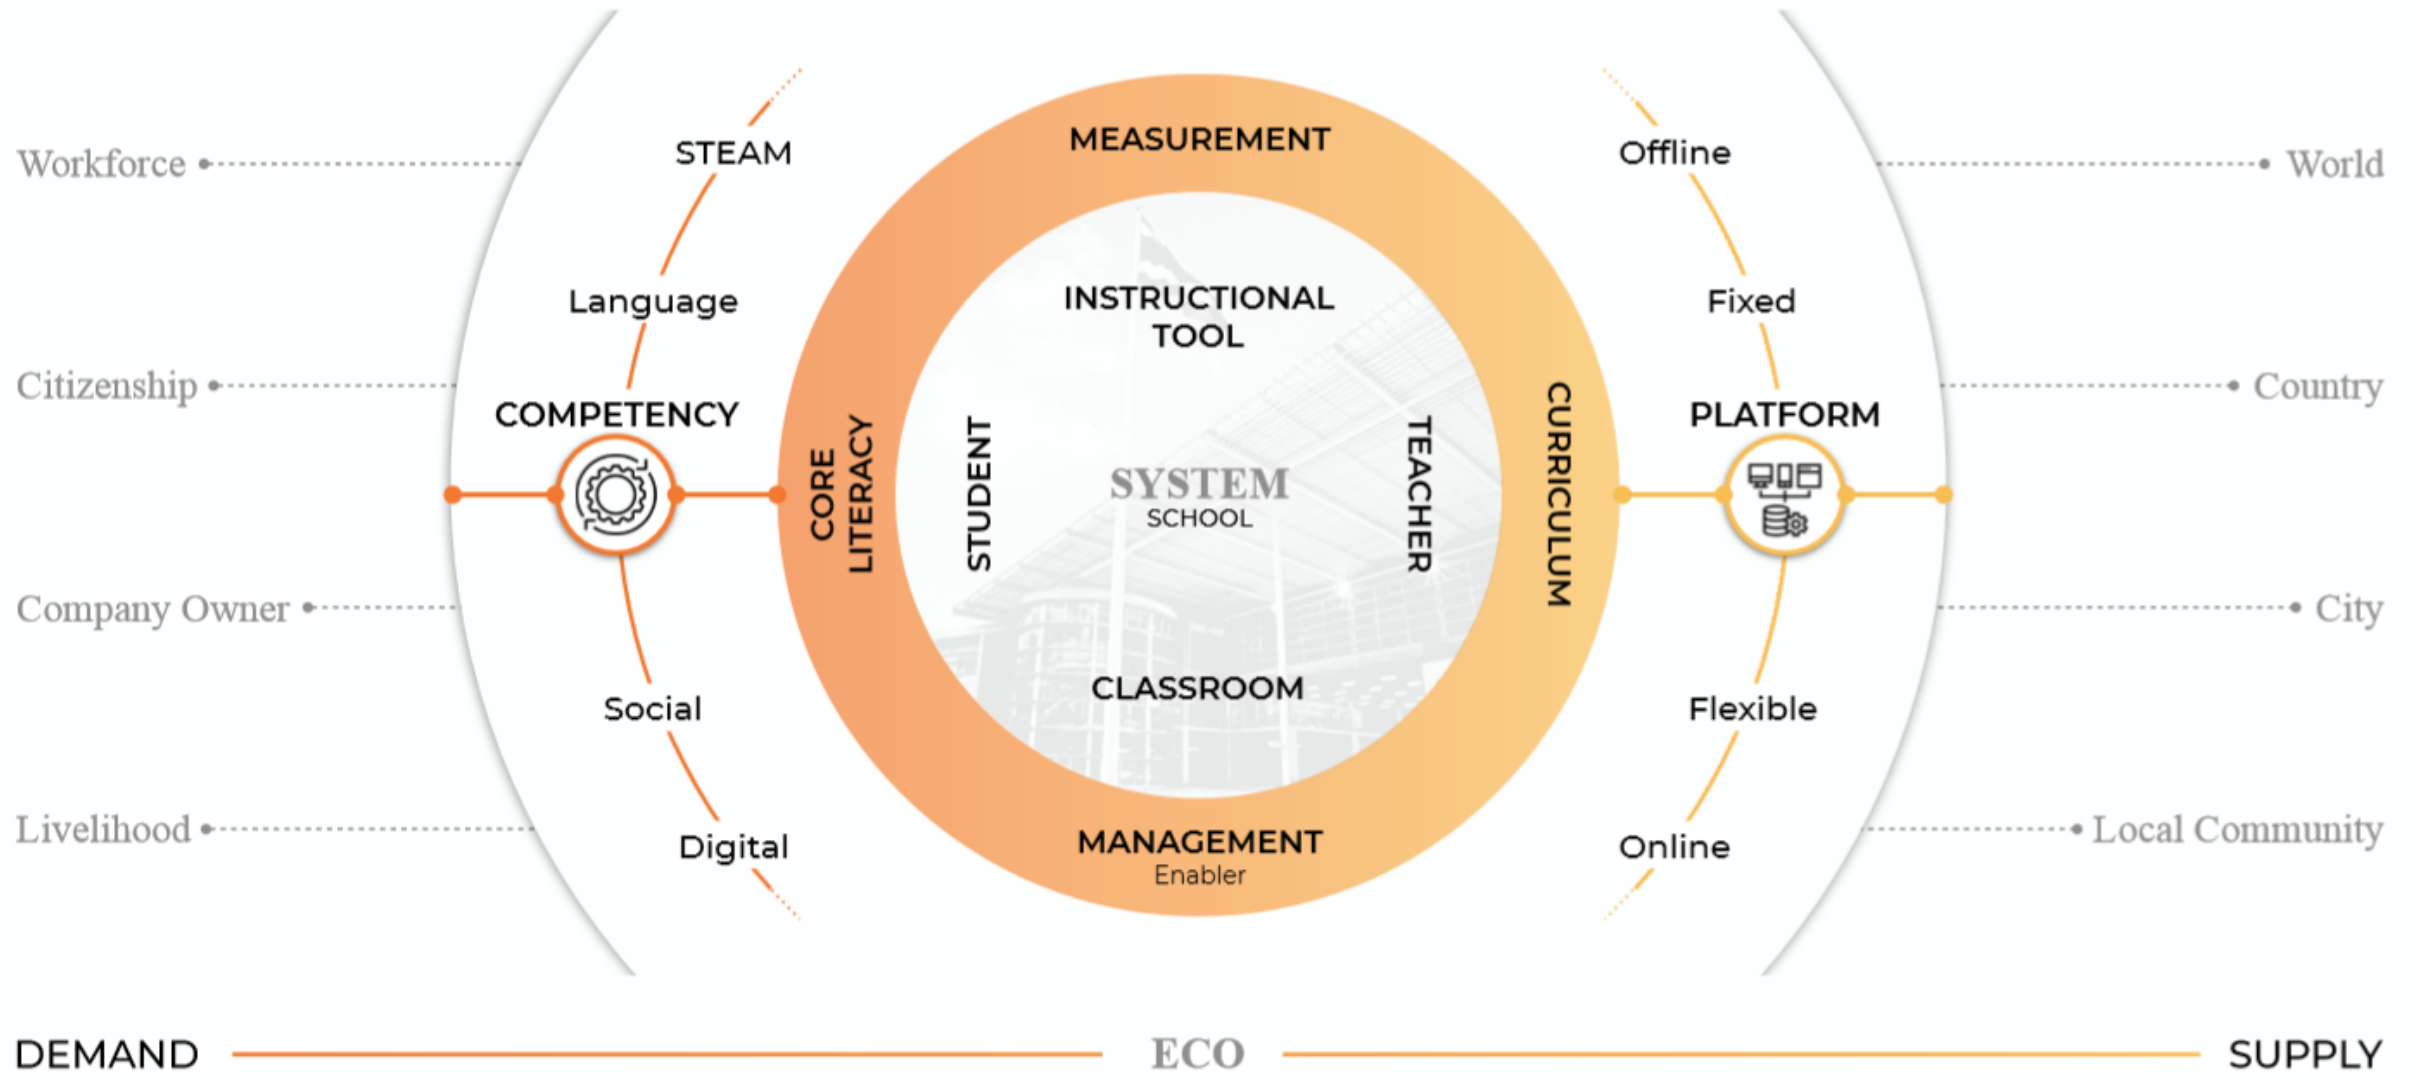 MEASUREMENT
STEAM
Offline
Workforce
World
INSTRUCTIONAL
TOOL
Language
Fixed
Citizenship
Country
COMPETENCY
PLATFORM
CORE
LITERACY
STUDENT
SYSTEM
SCHOOL
TEACHER
CURRICULUM
Company Owner
City
CLASSROOM
Social
Flexible
Livelihood
Local Community
MANAGEMENT
Enabler
Digital
Online
DEMAND
ECO
SUPPLY